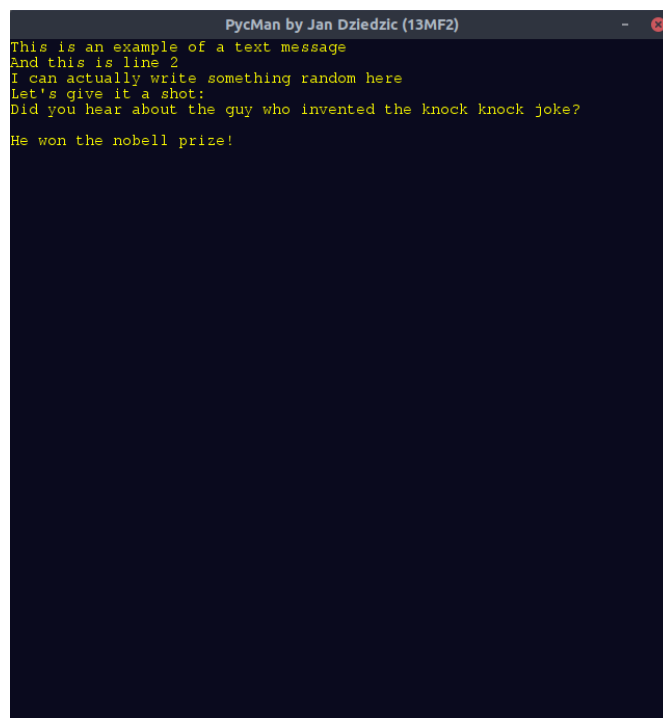 PycMan by Jan Dziedzic (13MF2)
This is an example of a text message
And this is line 2
I can actually write something random here
Let's give it a shot:
Did you hear about the guy who invented the knock knock joke?
He won the nobell prize!